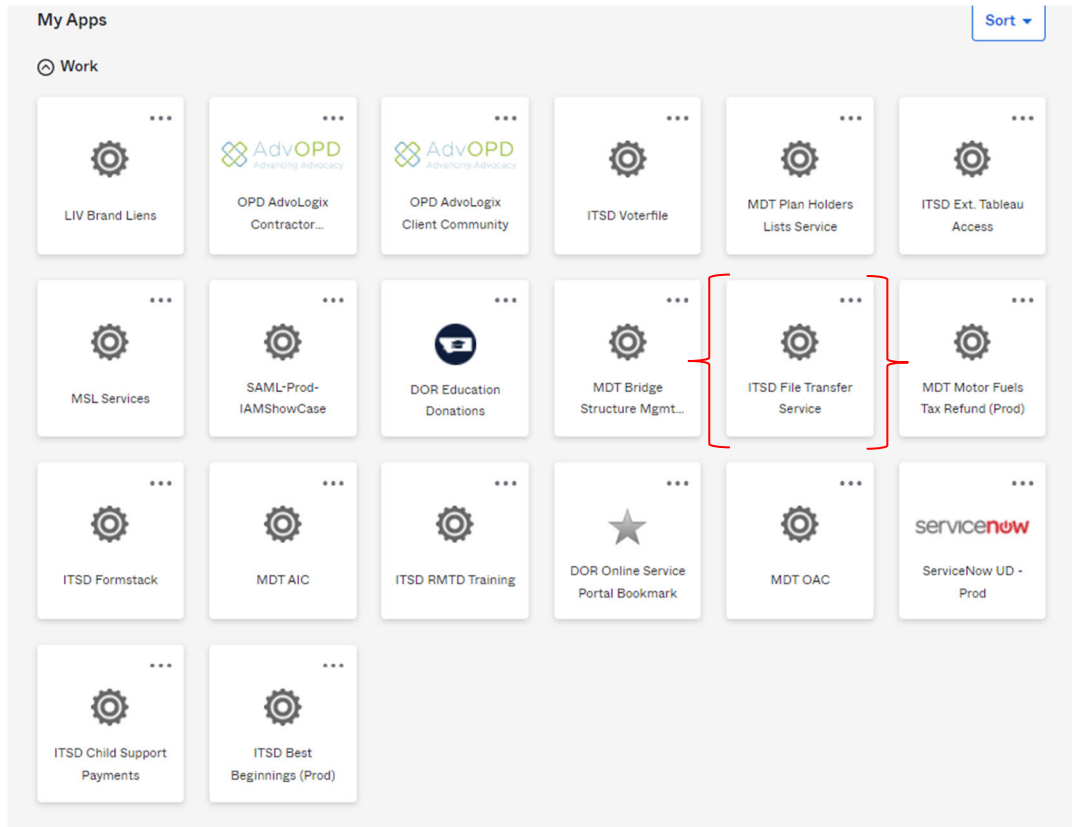 My Apps
Sort
Work
LIV Brand Liens
AdvOPD
Advancing Advocacy
OPD AdvoLogix
Contractor...
AdvOPD
Advancing Advocacy
OPD AdvoLogix
Client Community
ITSD Voterfile
MDT Plan Holders
Lists Service
ITSD Ext. Tableau
Access
MSL Services
SAML-Prod-
IAMShowCase
DOR Education
Donations
MDT Bridge
Structure Mgmt...
ITSD File Transfer
Service
MDT Motor Fuels
Tax Refund (Prod)
ITSD Formstack
MDT AIC
ITSD RMTD Training
DOR Online Service
Portal Bookmark
MDT OAC
servicenow
ServiceNow UD -
Prod
ITSD Child Support
Payments
ITSD Best
Beginnings (Prod)